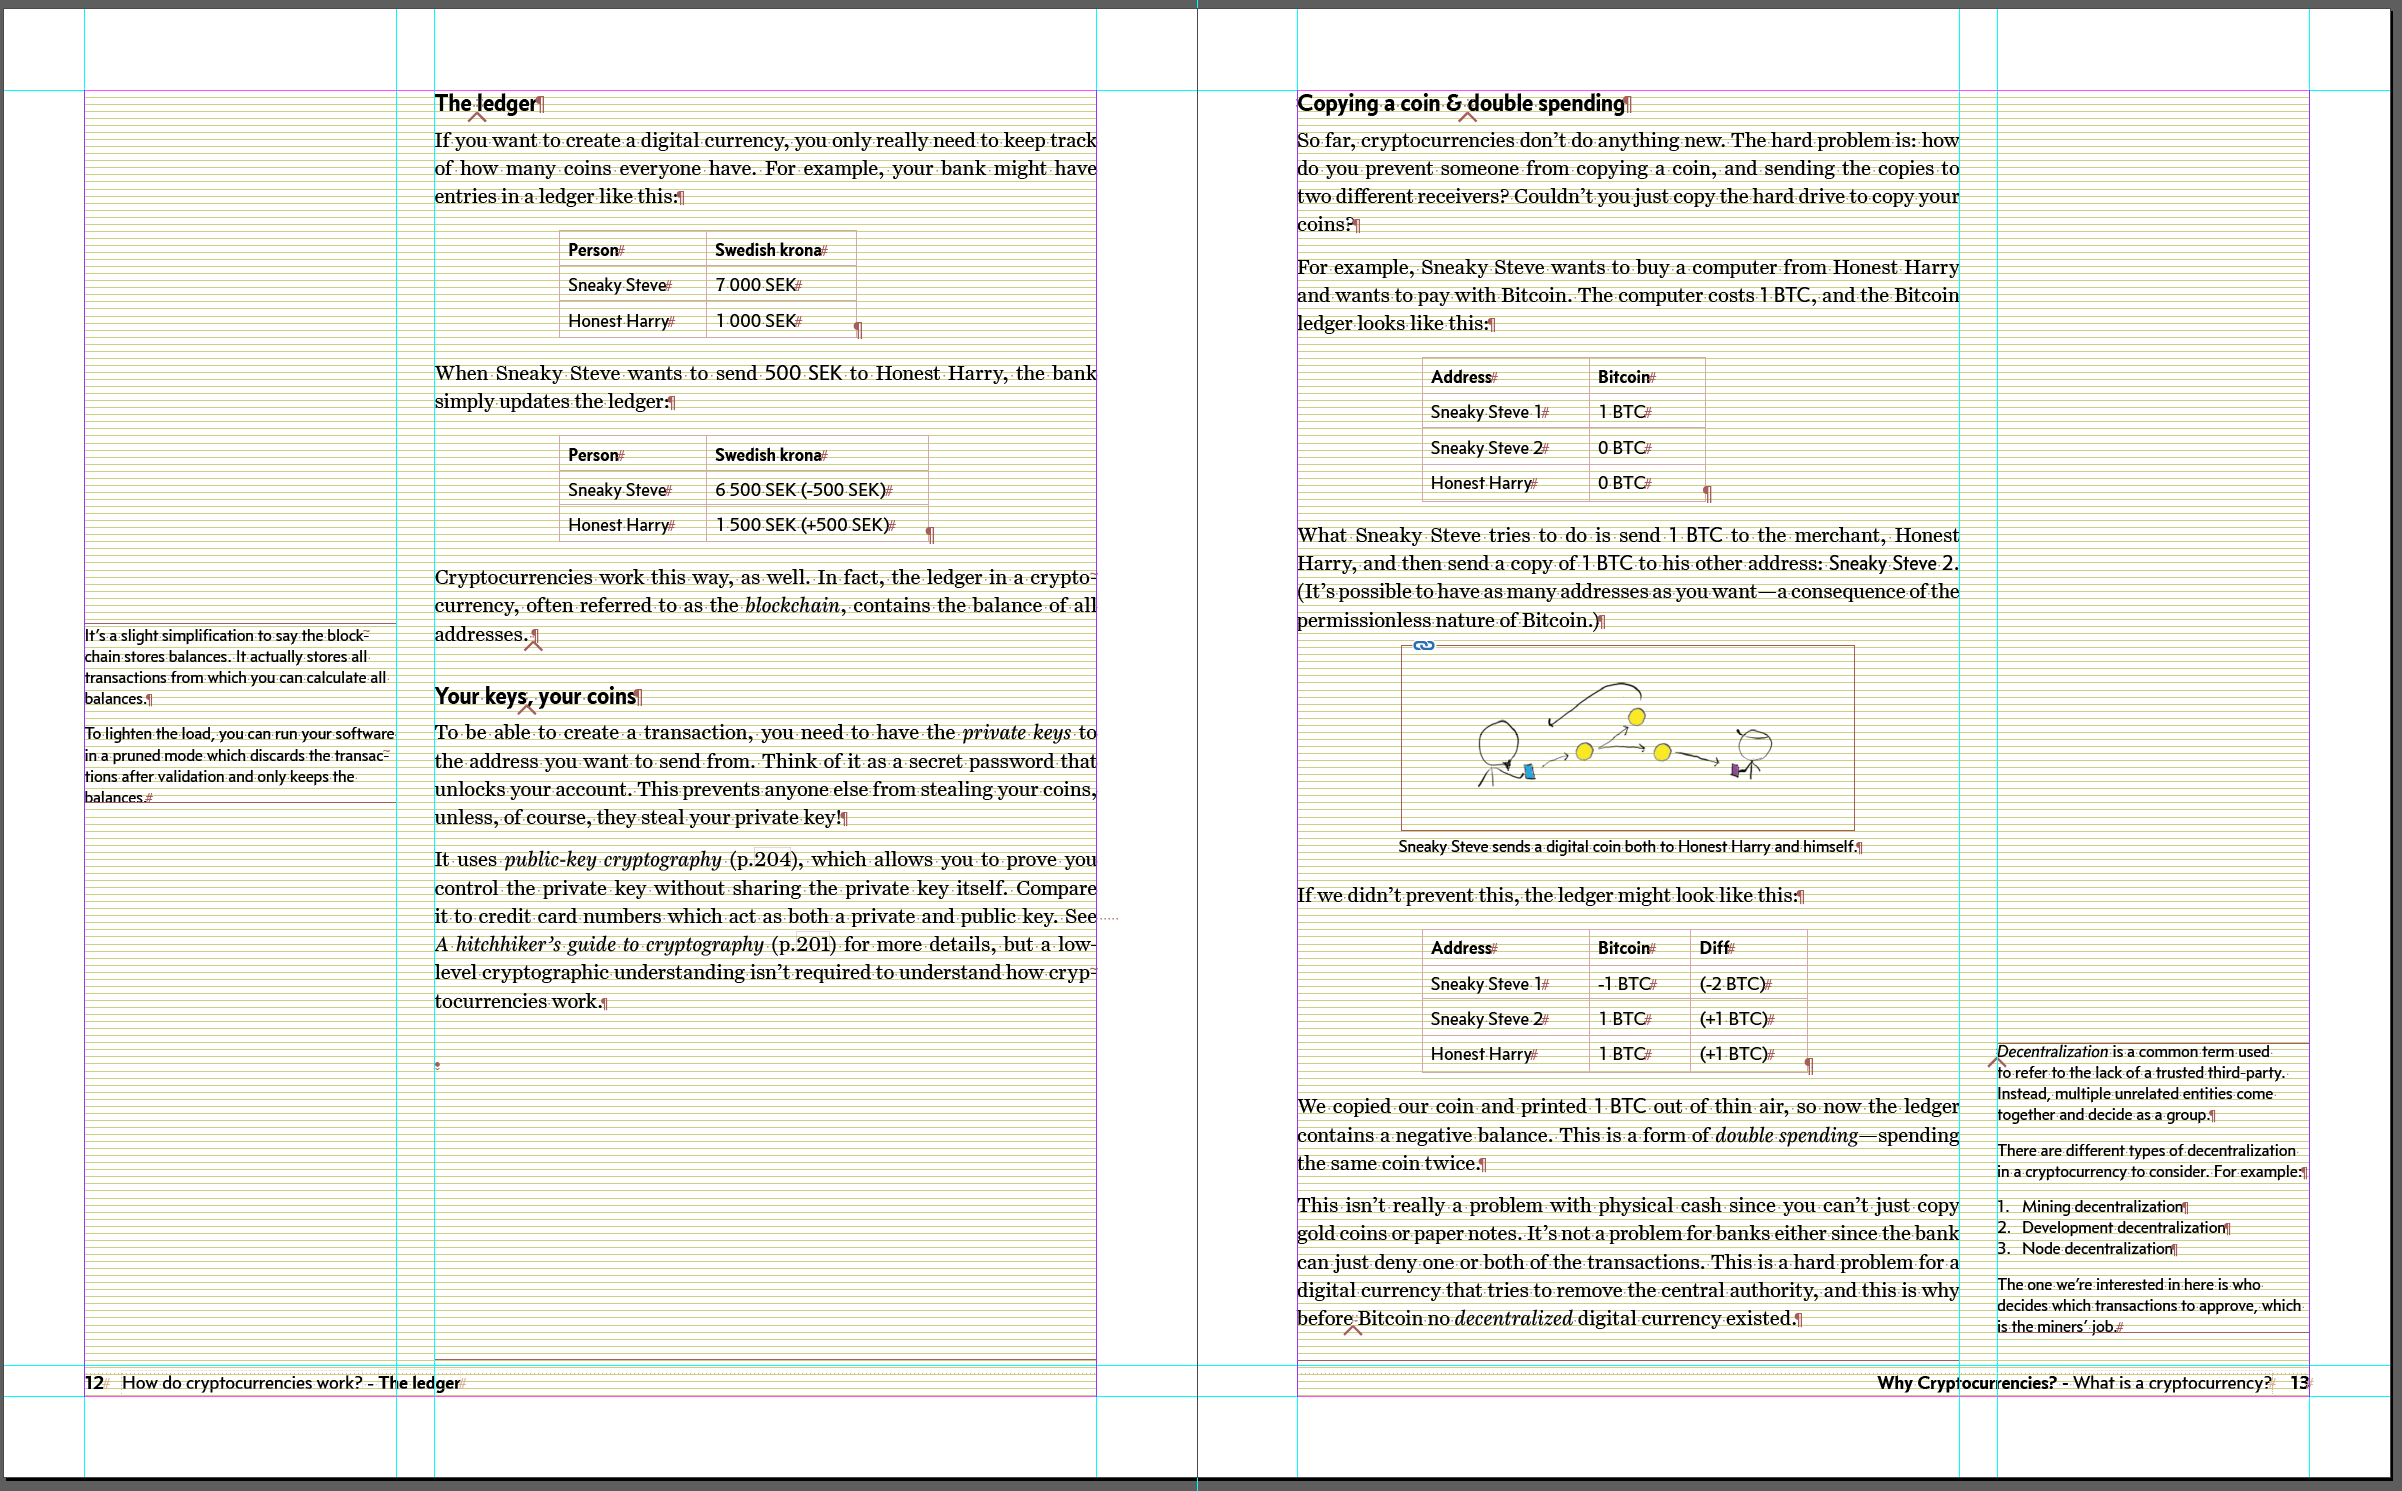 The ledger
If you want to create a digital currency, you only really need to keep track
of how many coins everyone have. For example, your bank might have
entries in a ledger like this:
Person Swedish krona
Sneaky Steve 7 000 SEK
Honest Harry 1 000 SEK
When Sneaky Steve wants to send 500 SEK to Honest Harry, the bank
simply updates the ledger:
Person Swedish krona
Sneaky Steve 6 500 SEK (-500 SEK)
Honest Harry 1 500 SEK (+500 SEK)
Cryptocurrencies work this way, as well. In fact, the ledger in a crypto-
currency, often referred to as the blockchain, contains the balance of all
addresses.
It's a slight simplification to say the block-
chain stores balances. It actually stores all
transactions from which you can calculate all
balances.
To lighten the load, you can run your software
in a pruned mode which discards the transac-
tions after validation and only keeps the
balances.
Your keys, your coins
To be able to create a transaction, you need to have the private keys to
the address you want to send from. Think of it as a secret password that
unlocks your account. This prevents anyone else from stealing your coins,
unless, of course, they steal your private key!
It uses public-key cryptography (p.204), which allows you to prove you
control the private key without sharing the private key itself. Compare
it to credit card numbers which act as both a private and public key. See
A hitchhiker's guide to cryptography (p.201) for more details, but a low-
level cryptographic understanding isn't required to understand how cryp-
tocurrencies work.
12 How do cryptocurrencies work? - The ledger
Copying a coin & double spending
So far, cryptocurrencies don't do anything new. The hard problem is: how
do you prevent someone from copying a coin, and sending the copies to
two different receivers? Couldn't you just copy the hard drive to copy your
coins?
For example, Sneaky Steve wants to buy a computer from Honest Harry
and wants to pay with Bitcoin. The computer costs 1 BTC, and the Bitcoin
ledger looks like this:
Address Bitcoin
Sneaky Steve 1 1 BTC
Sneaky Steve 2 0 BTC
Honest Harry 0 BTC
What Sneaky Steve tries to do is send 1 BTC to the merchant, Honest
Harry, and then send a copy of 1 BTC to his other address: Sneaky Steve 2.
(It's possible to have as many addresses as you want—a consequence of the
permissionless nature of Bitcoin.)
Sneaky Steve sends a digital coin both to Honest Harry and himself.
If we didn't prevent this, the ledger might look like this:
Address Bitcoin Diff
Sneaky Steve 1 -1 BTC (-2 BTC)
Sneaky Steve 2 1 BTC (+1 BTC)
Honest Harry 1 BTC (+1 BTC)
We copied our coin and printed 1 BTC out of thin air, so now the ledger
contains a negative balance. This is a form of double spending—spending
the same coin twice.
This isn't really a problem with physical cash since you can't just copy
gold coins or paper notes. It's not a problem for banks either since the bank
can just deny one or both of the transactions. This is a hard problem for a
digital currency that tries to remove the central authority, and this is why
before Bitcoin no decentralized digital currency existed.
Decentralization is a common term used
to refer to the lack of a trusted third-party.
Instead, multiple unrelated entities come
together and decide as a group.
There are different types of decentralization
in a cryptocurrency to consider. For example:
1. Mining decentralization
2. Development decentralization
3. Node decentralization
The one we're interested in here is who
decides which transactions to approve, which
is the miners' job.
Why Cryptocurrencies? - What is a cryptocurrency? 13